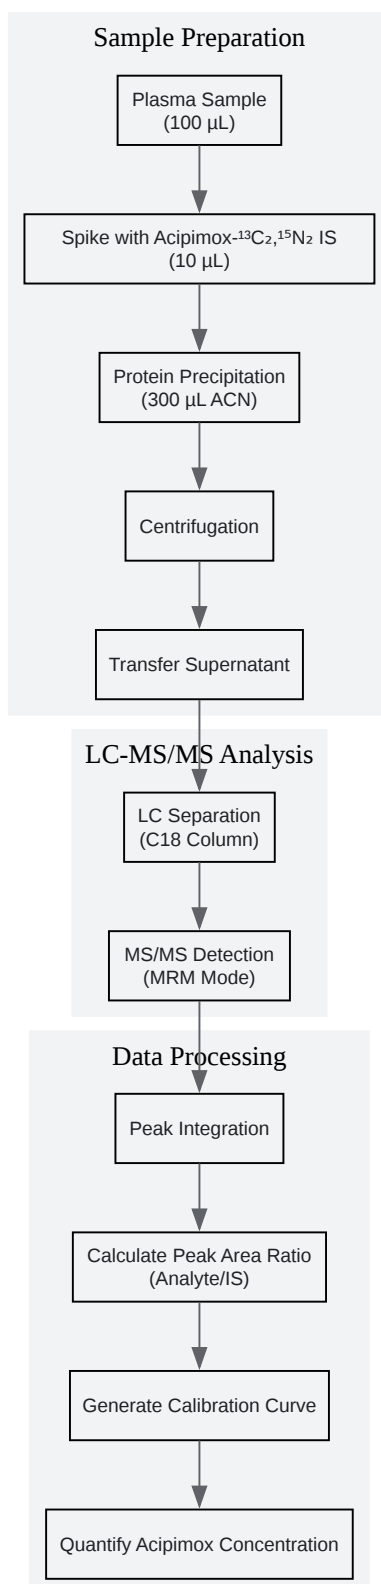 Sample Preparation
Plasma Sample
(100 µL)
Spike with Acipimox-¹³C₂,¹⁵N₂ IS
(10 µL)
Protein Precipitation
(300 µL ACN)
Centrifugation
Transfer Supernatant
LC-MS/MS Analysis
LC Separation
(C18 Column)
MS/MS Detection
(MRM Mode)
Data Processing
Peak Integration
Calculate Peak Area Ratio
(Analyte/IS)
Generate Calibration Curve
Quantify Acipimox Concentration